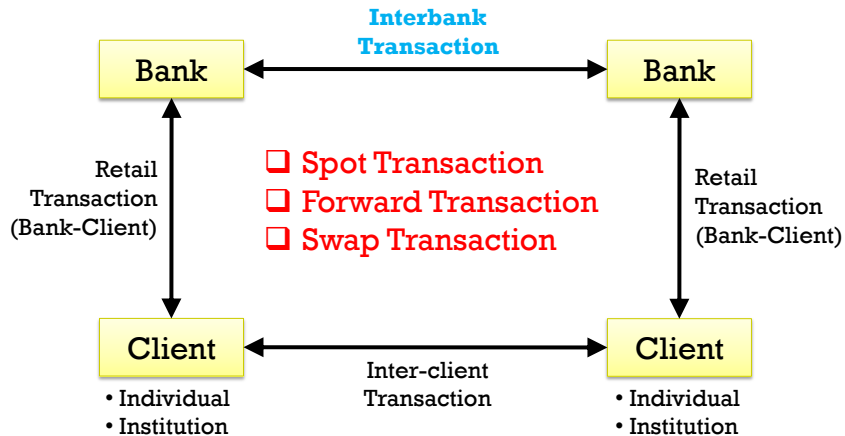 Interbank
Transaction
Bank
Bank
Retail
Transaction
(Bank-Client)
❑ Spot Transaction
❑ Forward Transaction
❑ Swap Transaction
Retail
Transaction
(Bank-Client)
Client
Client
Inter-client
Transaction
• Individual
• Institution
• Individual
• Institution